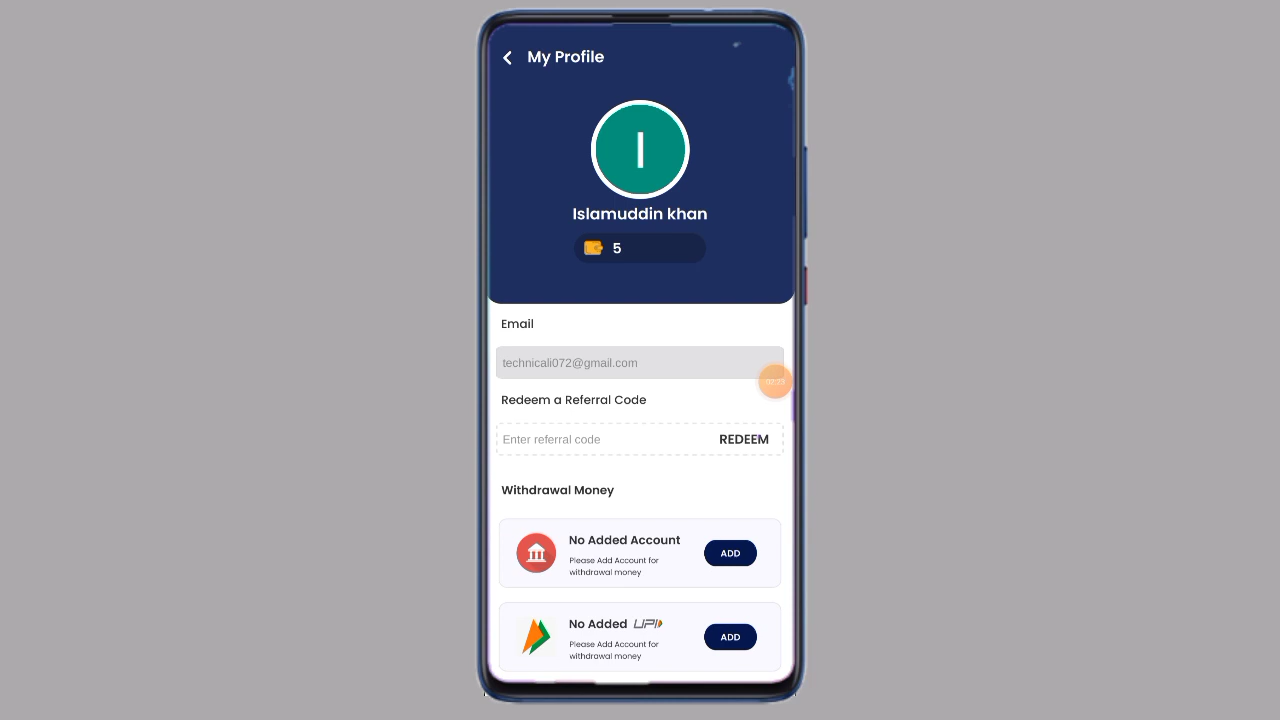 My Profile
I
Islamuddin khan
5
Email
technicali072@gmail.com
Redeem a Referral Code
Enter referral code REDEEM
Withdrawal Money
No Added Account
Please Add Account for
withdrawal money
ADD
No Added UPI
Please Add Account for
withdrawal money
ADD